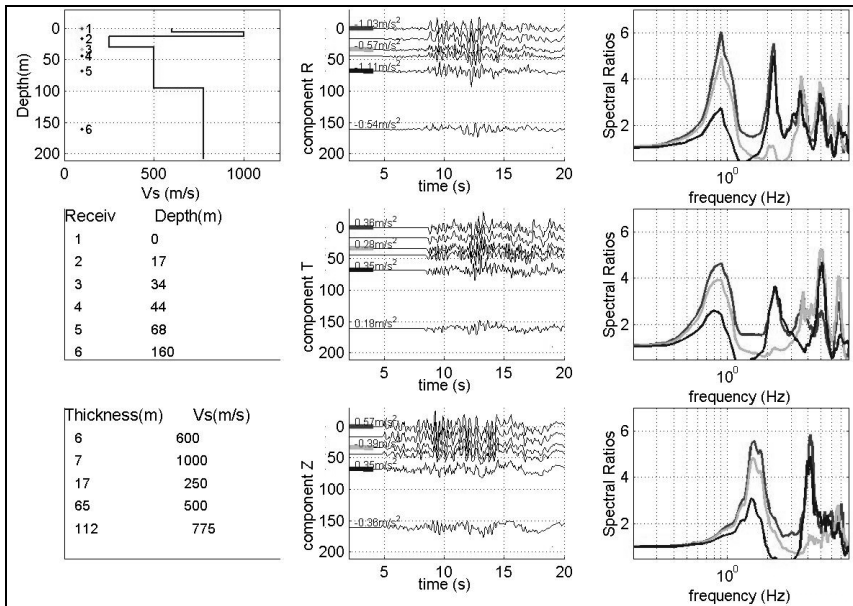 0
50
100
150
200
Depth(m)
1
2
3
4
5
6
500
1000
Vs (m/s)
0
50
100
150
200
component R
-1.03m/s²
-0.57m/s²
-1.11m/s²
-0.54m/s²
5
10
15
20
time (s)
6
4
2
Spectral Ratios
10⁰
frequency (Hz)
Receiv Depth(m)
1 0
2 17
3 34
4 44
5 68
6 160
0
50
100
150
200
component T
0.36m/s²
0.28m/s²
0.35m/s²
0.18m/s²
5
10
15
20
time (s)
6
4
2
Spectral Ratios
10⁰
frequency (Hz)
Thickness(m) Vs(m/s)
6 600
7 1000
17 250
65 500
112 775
0
50
100
150
200
component Z
0.57m/s²
-0.39m/s²
0.35m/s²
-0.36m/s²
5
10
15
20
time (s)
6
4
2
Spectral Ratios
10⁰
frequency (Hz)